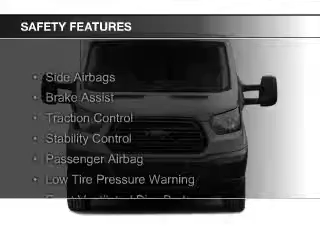 SAFETY FEATURES
• Side Airbags
• Brake Assist
• Traction Control
• Stability Control
• Passenger Airbag
• Low Tire Pressure Warning